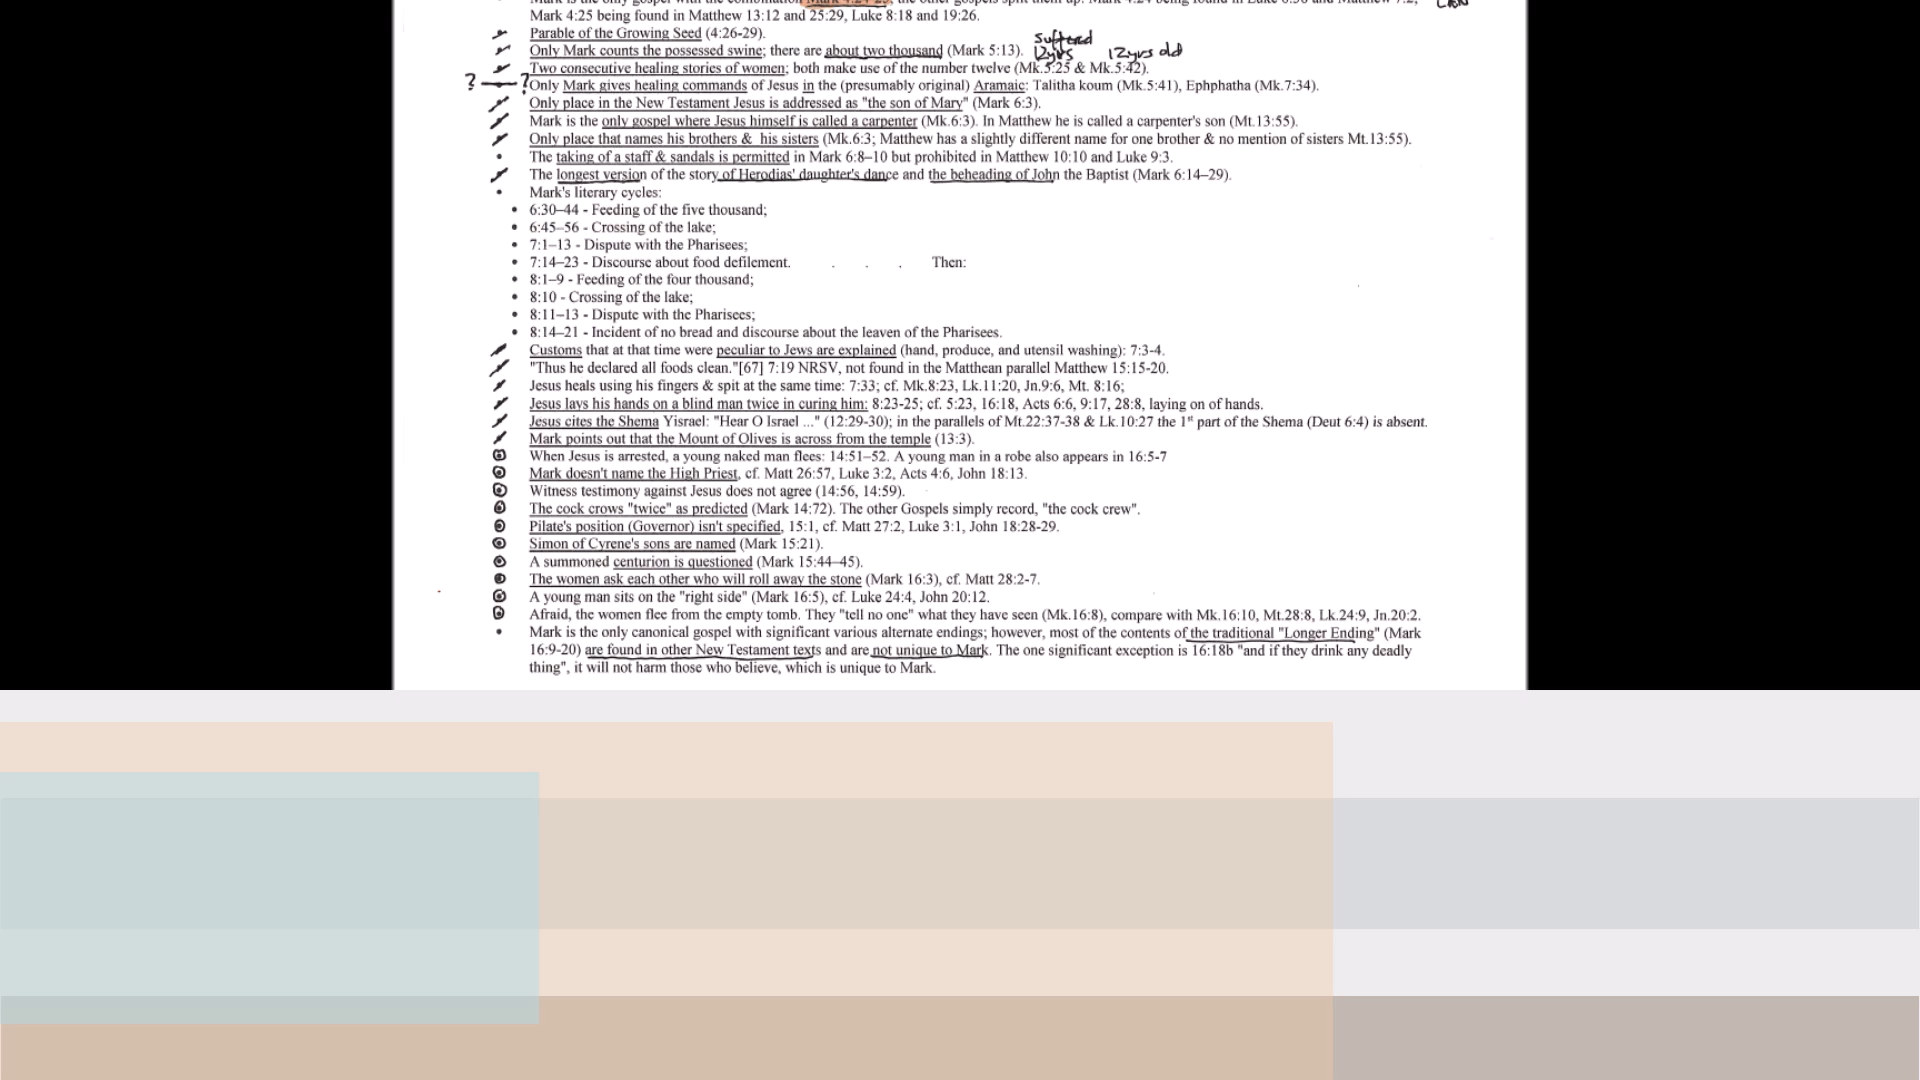 Mark is the only gospel with the combination Mark 4:24-25, the other gospels split them up: Mark 4:24 being found in Luke 6:38 and Matthew 7:2,
Mark 4:25 being found in Matthew 13:12 and 25:29, Luke 8:18 and 19:26.
Parable of the Growing Seed (4:26-29).
suffered
Only Mark counts the possessed swine; there are about two thousand (Mark 5:13). 12yrs 12yrs old
Two consecutive healing stories of women; both make use of the number twelve (Mk.5:25 & Mk.5:42).
? ? Only Mark gives healing commands of Jesus in the (presumably original) Aramaic: Talitha koum (Mk.5:41), Ephphatha (Mk.7:34).
Only place in the New Testament Jesus is addressed as "the son of Mary" (Mark 6:3).
Mark is the only gospel where Jesus himself is called a carpenter (Mk.6:3). In Matthew he is called a carpenter's son (Mt.13:55).
Only place that names his brothers & his sisters (Mk.6:3; Matthew has a slightly different name for one brother & no mention of sisters Mt.13:55).
• The taking of a staff & sandals is permitted in Mark 6:8–10 but prohibited in Matthew 10:10 and Luke 9:3.
The longest version of the story of Herodias' daughter's dance and the beheading of John the Baptist (Mark 6:14–29).
• Mark's literary cycles:
• 6:30–44 - Feeding of the five thousand;
• 6:45–56 - Crossing of the lake;
• 7:1–13 - Dispute with the Pharisees;
• 7:14–23 - Discourse about food defilement. . . . Then:
• 8:1–9 - Feeding of the four thousand;
• 8:10 - Crossing of the lake;
• 8:11–13 - Dispute with the Pharisees;
• 8:14–21 - Incident of no bread and discourse about the leaven of the Pharisees.
Customs that at that time were peculiar to Jews are explained (hand, produce, and utensil washing): 7:3-4.
"Thus he declared all foods clean."[67] 7:19 NRSV, not found in the Matthean parallel Matthew 15:15-20.
Jesus heals using his fingers & spit at the same time: 7:33; cf. Mk.8:23, Lk.11:20, Jn.9:6, Mt. 8:16;
Jesus lays his hands on a blind man twice in curing him: 8:23-25; cf. 5:23, 16:18, Acts 6:6, 9:17, 28:8, laying on of hands.
Jesus cites the Shema Yisrael: "Hear O Israel ..." (12:29-30); in the parallels of Mt.22:37-38 & Lk.10:27 the 1st part of the Shema (Deut 6:4) is absent.
Mark points out that the Mount of Olives is across from the temple (13:3).
When Jesus is arrested, a young naked man flees: 14:51–52. A young man in a robe also appears in 16:5-7
Mark doesn't name the High Priest, cf. Matt 26:57, Luke 3:2, Acts 4:6, John 18:13.
Witness testimony against Jesus does not agree (14:56, 14:59).
The cock crows "twice" as predicted (Mark 14:72). The other Gospels simply record, "the cock crew".
Pilate's position (Governor) isn't specified, 15:1, cf. Matt 27:2, Luke 3:1, John 18:28-29.
Simon of Cyrene's sons are named (Mark 15:21).
A summoned centurion is questioned (Mark 15:44–45).
The women ask each other who will roll away the stone (Mark 16:3), cf. Matt 28:2-7.
A young man sits on the "right side" (Mark 16:5), cf. Luke 24:4, John 20:12.
Afraid, the women flee from the empty tomb. They "tell no one" what they have seen (Mk.16:8), compare with Mk.16:10, Mt.28:8, Lk.24:9, Jn.20:2.
• Mark is the only canonical gospel with significant various alternate endings; however, most of the contents of the traditional "Longer Ending" (Mark
16:9-20) are found in other New Testament texts and are not unique to Mark. The one significant exception is 16:18b "and if they drink any deadly
thing", it will not harm those who believe, which is unique to Mark.